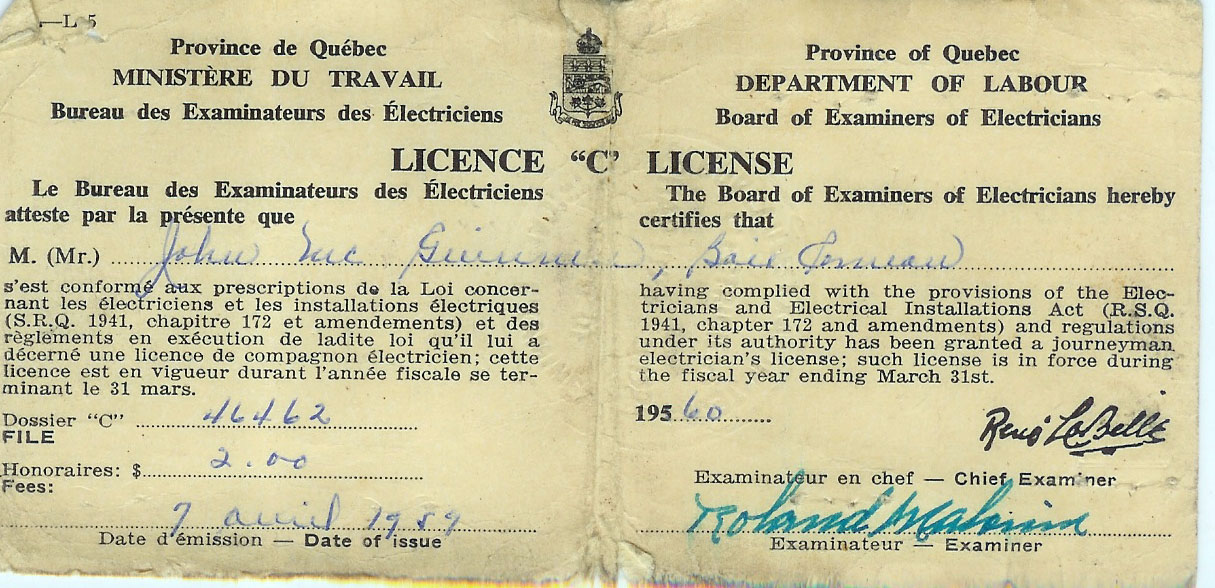 L 5
Province de Québec
MINISTÈRE DU TRAVAIL
Bureau des Examinateurs des Électriciens
Province of Quebec
DEPARTMENT OF LABOUR
Board of Examiners of Electricians
LICENCE "C" LICENSE
Le Bureau des Examinateurs des Électriciens
atteste par la présente que
The Board of Examiners of Electricians hereby
certifies that
M. (Mr.) John Mc , Baie Comeau
s'est conformé aux prescriptions de la Loi concer-
nant les électriciens et les installations électriques
(S.R.Q. 1941, chapitre 172 et amendements) et des
règlements en exécution de ladite loi qu'il lui a
décerné une licence de compagnon électricien; cette
licence est en vigueur durant l'année fiscale se ter-
minant le 31 mars.
having complied with the provisions of the Elec-
tricians and Electrical Installations Act (R.S.Q.
1941, chapter 172 and amendments) and regulations
under its authority has been granted a journeyman
electrician's license; such license is in force during
the fiscal year ending March 31st.
Dossier "C" 46462
FILE
Honoraires: $ 2.00
Fees:
7 avril 1959
Date d'émission — Date of issue
195 60
René LaBelle
Examinateur en chef — Chief Examiner
Roland
Examinateur — Examiner